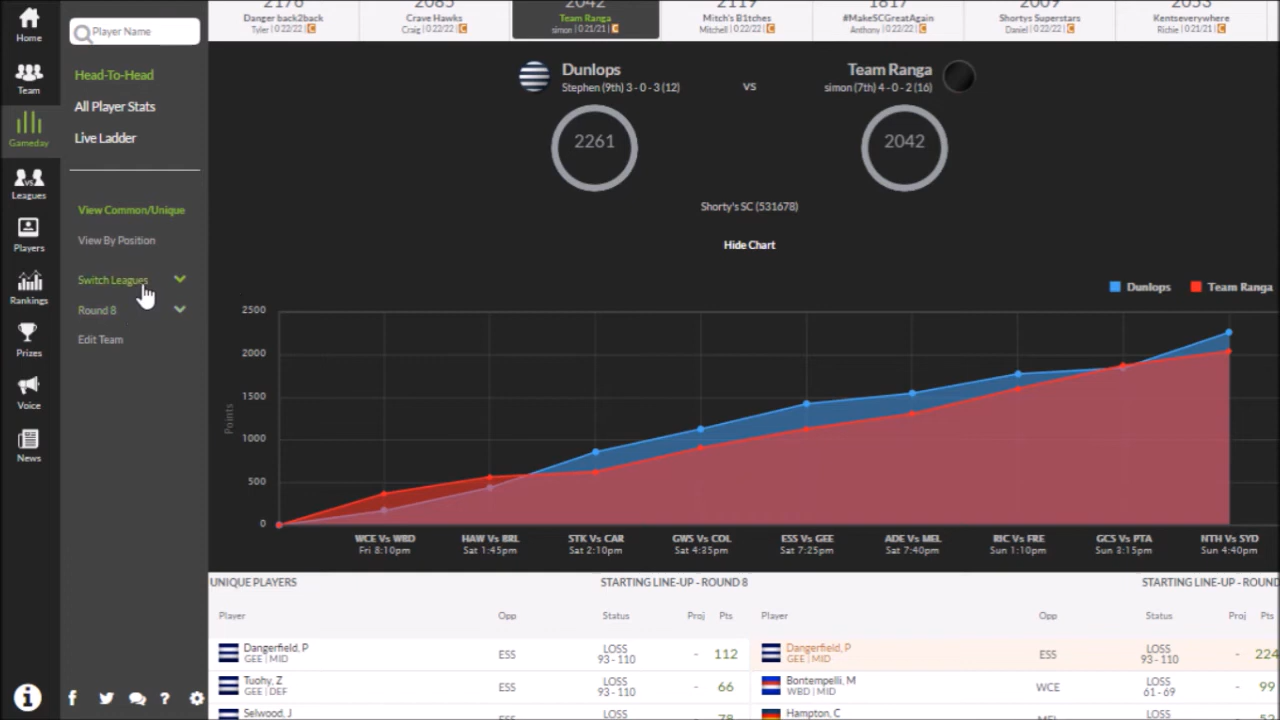 2176
2085
2042
2119
1817
2009
2053
Danger back2back
Crave Hawks
Team Ranga
Mitch's B1tches
#MakeSCGreatAgain
Shortys Superstars
Kentseverywhere
Tyler | 0 22/22 | C
Craig | 0 22/22 | C
simon | 0 21/21 | C
Mitchell | 0 22/22 | C
Anthony | 0 22/22 | C
Daniel | 0 22/22 | C
Richie | 0 21/21 | C
Home
Team
Gameday
VS
Leagues
Players
Rankings
Prizes
Voice
News
Player Name
Head-To-Head
All Player Stats
Live Ladder
View Common/Unique
View By Position
Switch Leagues
Round 8
Edit Team
Dunlops
Stephen (9th) 3 - 0 - 3 (12)
VS
Team Ranga
simon (7th) 4 - 0 - 2 (16)
2261
2042
Shorty's SC (531678)
Hide Chart
Dunlops
Team Ranga
Points
2500
2000
1500
1000
500
0
WCE Vs WBD
Fri 8:10pm
HAW Vs BRL
Sat 1:45pm
STK Vs CAR
Sat 2:10pm
GWS Vs COL
Sat 4:35pm
ESS Vs GEE
Sat 7:25pm
ADE Vs MEL
Sat 7:40pm
RIC Vs FRE
Sun 1:10pm
GCS Vs PTA
Sun 3:15pm
NTH Vs SYD
Sun 4:40pm
UNIQUE PLAYERS
STARTING LINE-UP - ROUND 8
STARTING LINE-UP - ROUND
Player Opp Status Proj Pts
Player Opp Status Proj Pts
Dangerfield, P
GEE | MID
ESS
LOSS
93 - 110
- 112
Dangerfield, P
GEE | MID
ESS
LOSS
93 - 110
- 224
Tuohy, Z
GEE | DEF
ESS
LOSS
93 - 110
- 66
Bontempelli, M
WBD | MID
WCE
LOSS
61 - 69
- 99
Selwood, J
LOSS
78
Hampton, C
LOSS